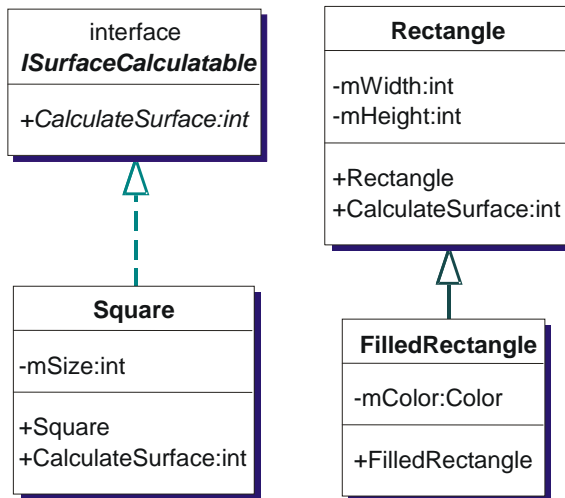 interface
ISurfaceCalculatable
+CalculateSurface:int
Square
-mSize:int
+Square
+CalculateSurface:int
Rectangle
-mWidth:int
-mHeight:int
+Rectangle
+CalculateSurface:int
FilledRectangle
-mColor:Color
+FilledRectangle